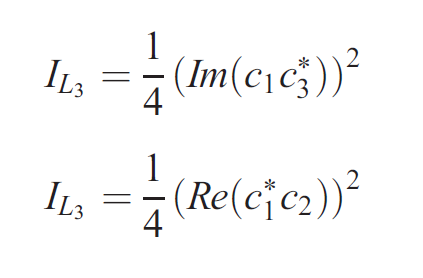 I_{L_3} = \frac{1}{4} (Im(c_1 c_3^*))^2
I_{L_3} = \frac{1}{4} (Re(c_1^* c_2))^2